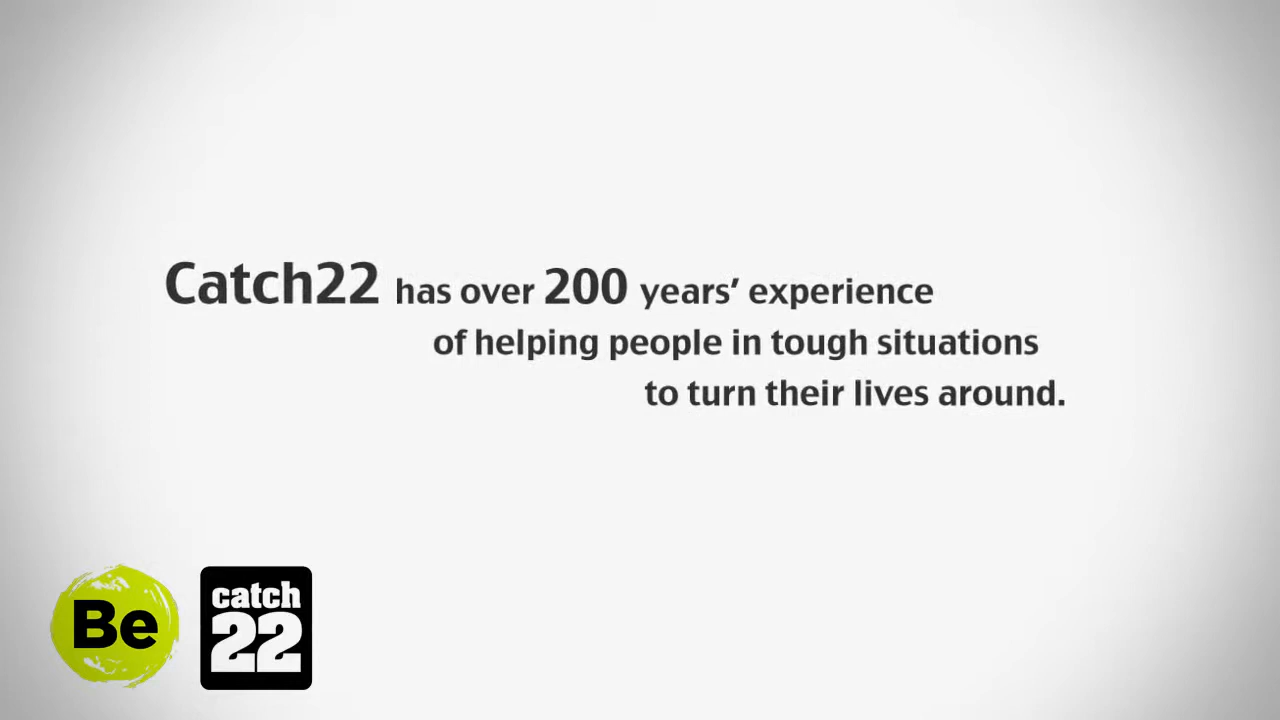 Catch22 has over 200 years’ experience
of helping people in tough situations
to turn their lives around.
Be
catch
22